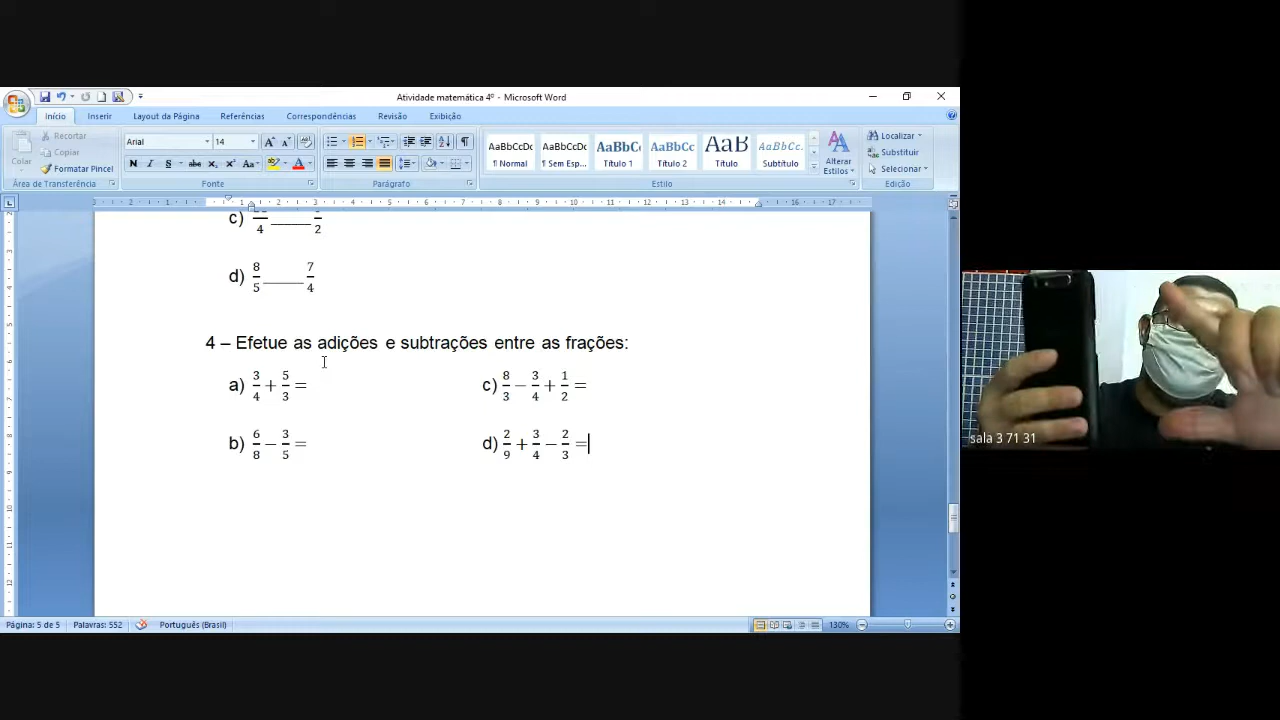 Atividade matemática 4º - Microsoft Word
Início Inserir Layout da Página Referências Correspondências Revisão Exibição
Colar
Recortar
Copiar
Formatar Pincel
Área de Transferência
Arial 14
Fonte
Parágrafo
AaBbCcDc AaBbCcDc AaBbC AaBbCc AaB AaBbCc.
¶ Normal ¶ Sem Esp... Título 1 Título 2 Título Subtítulo
Alterar Estilos
Estilo
Localizar
Substituir
Selecionar
Edição
c) /4 _____ /2
d) 8/5 _____ 7/4
4 – Efetue as adições e subtrações entre as frações:
a) 3/4 + 5/3 = c) 8/3 − 3/4 + 1/2 =
b) 6/8 − 3/5 = d) 2/9 + 3/4 − 2/3 =
Página: 5 de 5 Palavras: 552 Português (Brasil) 130%
sala 3 71 31